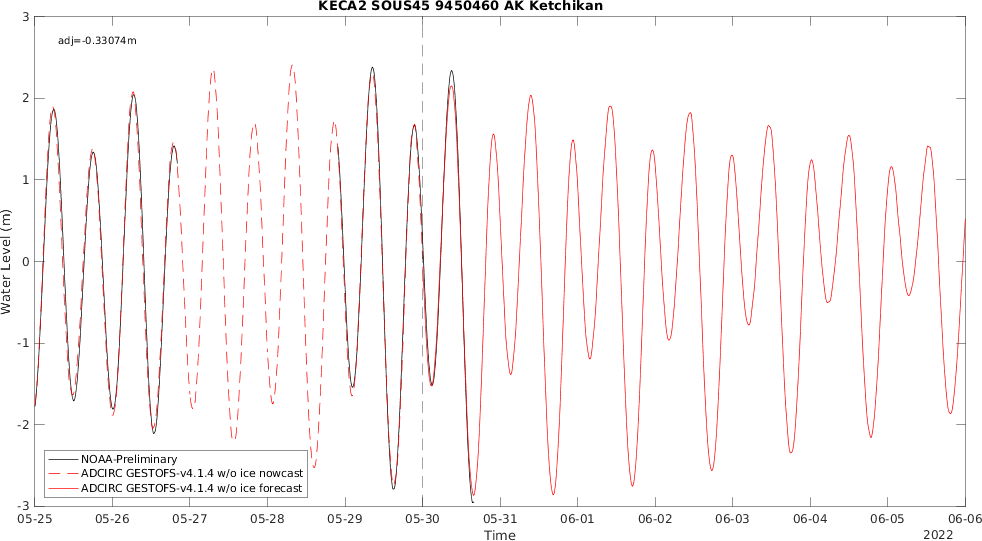 KECA2 SOUS45 9450460 AK Ketchikan
adj=-0.33074m
3
2
1
0
-1
-2
-3
Water Level (m)
NOAA-Preliminary
ADCIRC GESTOFS-v4.1.4 w/o ice nowcast
ADCIRC GESTOFS-v4.1.4 w/o ice forecast
05-25 05-26 05-27 05-28 05-29 05-30 05-31 06-01 06-02 06-03 06-04 06-05 06-06
Time
2022